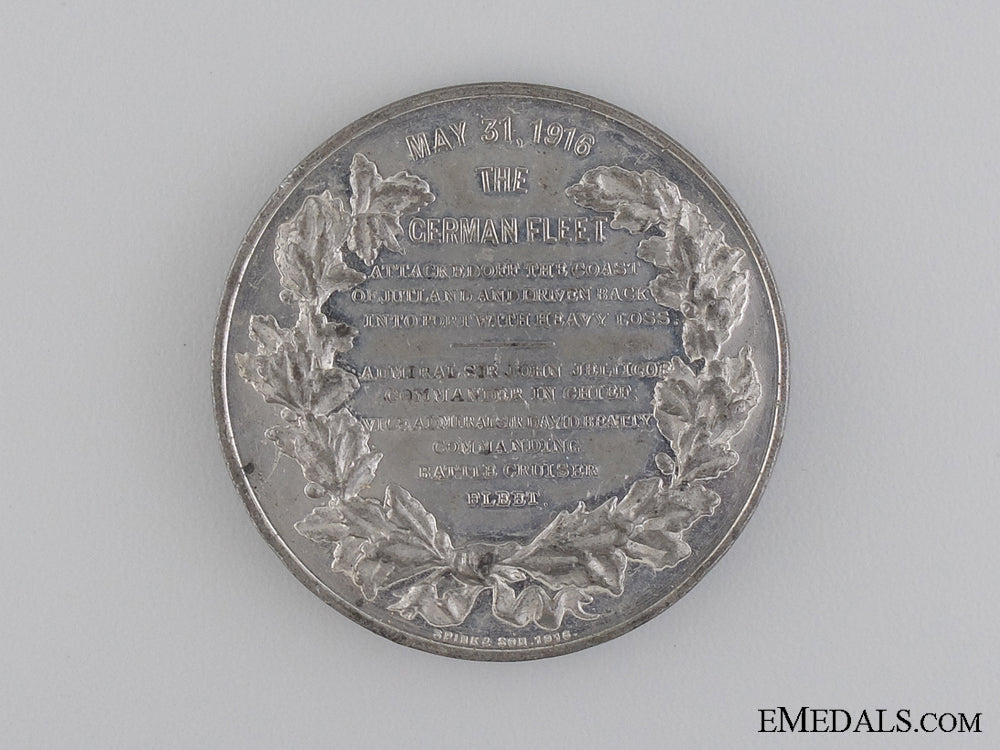 MAY 31, 1916
THE
GERMAN FLEET
ATTACKED OFF THE COAST
OF JUTLAND AND DRIVEN BACK
INTO PORT WITH HEAVY LOSS.
ADMIRAL SIR JOHN JELLICOE
COMMANDER IN CHIEF
VICE ADMIRAL SIR DAVID BEATTY
COMMANDING
BATTLE CRUISER
FLEET.
SPINK & SON. 1916.
EMEDALS.COM